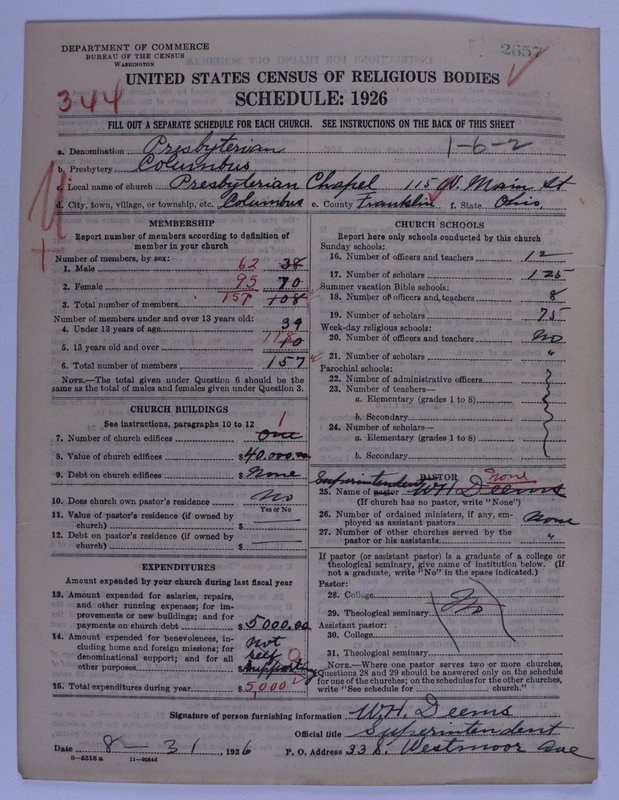 DEPARTMENT OF COMMERCE
BUREAU OF THE CENSUS
WASHINGTON
2657
UNITED STATES CENSUS OF RELIGIOUS BODIES
344
SCHEDULE: 1926
FILL OUT A SEPARATE SCHEDULE FOR EACH CHURCH. SEE INSTRUCTIONS ON THE BACK OF THIS SHEET
1-6-2
a. Denomination Presbyterian
b. Presbytery Columbus
c. Local name of church Presbyterian Chapel 115 W. Main St
d. City, town, village, or township, etc. Columbus e. County Franklin f. State Ohio.
MEMBERSHIP
Report number of members according to definition of
member in your church
Number of members, by sex:
1. Male 62 38
2. Female 95 70
3. Total number of members 157 108
Number of members under and over 13 years old:
4. Under 13 years of age 39
5. 13 years old and over 118 10
6. Total number of members 157
NOTE.—The total given under Question 6 should be
same as the total of males and females given under Question 3.
CHURCH BUILDINGS
See instructions, paragraphs 10 to 12
1
7. Number of church edifices One
8. Value of church edifices $40.000.00
9. Debt on church edifices $ None
10. Does church own pastor's residence No
Yes or No
11. Value of pastor's residence (if owned by
church) $
12. Debt on pastor's residence (if owned by
church) $
EXPENDITURES
Amount expended by your church during last fiscal year
13. Amount expended for salaries, repairs,
and other running expenses; for im-
provements or new buildings; and for
payments on church debt $5000.00
14. Amount expended for benevolences, in-
cluding home and foreign missions; for
denominational support; and for all
other purposes Not
self
supporting
0
15. Total expenditures during year $5,000
CHURCH SCHOOLS
Report here only schools conducted by this church
Sunday schools:
16. Number of officers and teachers 12
17. Number of scholars 125
Summer vacation Bible schools:
18. Number of officers and teachers 8
19. Number of scholars 75
Week-day religious schools:
20. Number of officers and teachers No
21. Number of scholars "
Parochial schools:
22. Number of administrative officers
23. Number of teachers—
a. Elementary (grades 1 to 8)
b. Secondary
24. Number of scholars—
a. Elementary (grades 1 to 8)
b. Secondary
Superintendent PASTOR None
25. Name of pastor W H Deems
(If church has no pastor, write "None")
26. Number of ordained ministers, if any, em-
ployed as assistant pastors None
27. Number of other churches served by the
pastor or his assistants "
If pastor (or assistant pastor) is a graduate of a college or
theological seminary, give name of institution below. (If
not a graduate, write "No" in the space indicated.)
Pastor:
28. College
29. Theological seminary No
Assistant pastor:
30. College
31. Theological seminary
NOTE.—Where one pastor serves two or more churches,
Questions 28 and 29 should be answered only on the schedule
for one of the churches; on the schedules for the other churches,
write "See schedule for church."
Signature of person furnishing information W.H. Deems
Official title Superintendent
Date 8-31, 1926 P. O. Address 33 S. Westmoor Ave
8-5518 a